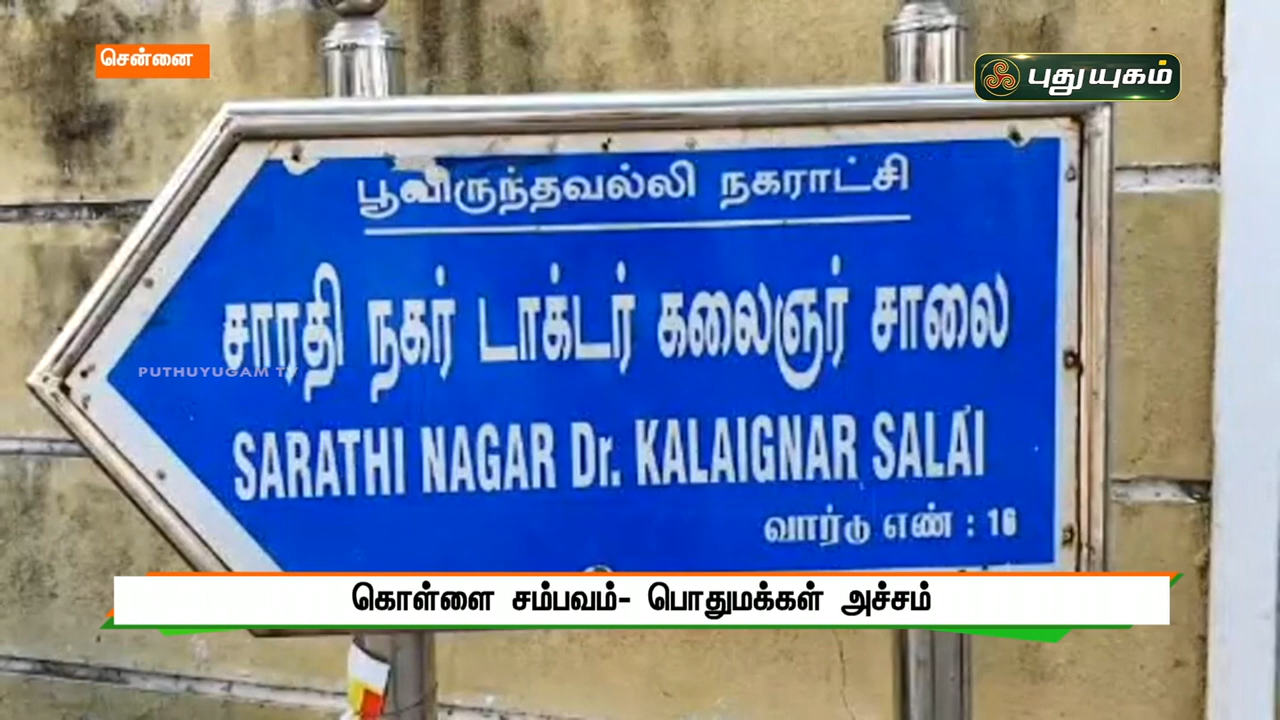 சென்னை
புதுயுகம்
பூவிருந்தவல்லி நகராட்சி
சாரதி நகர் டாக்டர் கலைஞர் சாலை
PUTHUYUGAM TV
SARATHI NAGAR Dr. KALAIGNAR SALAI
வார்டு எண் : 16
கொள்ளை சம்பவம்- பொதுமக்கள் அச்சம்